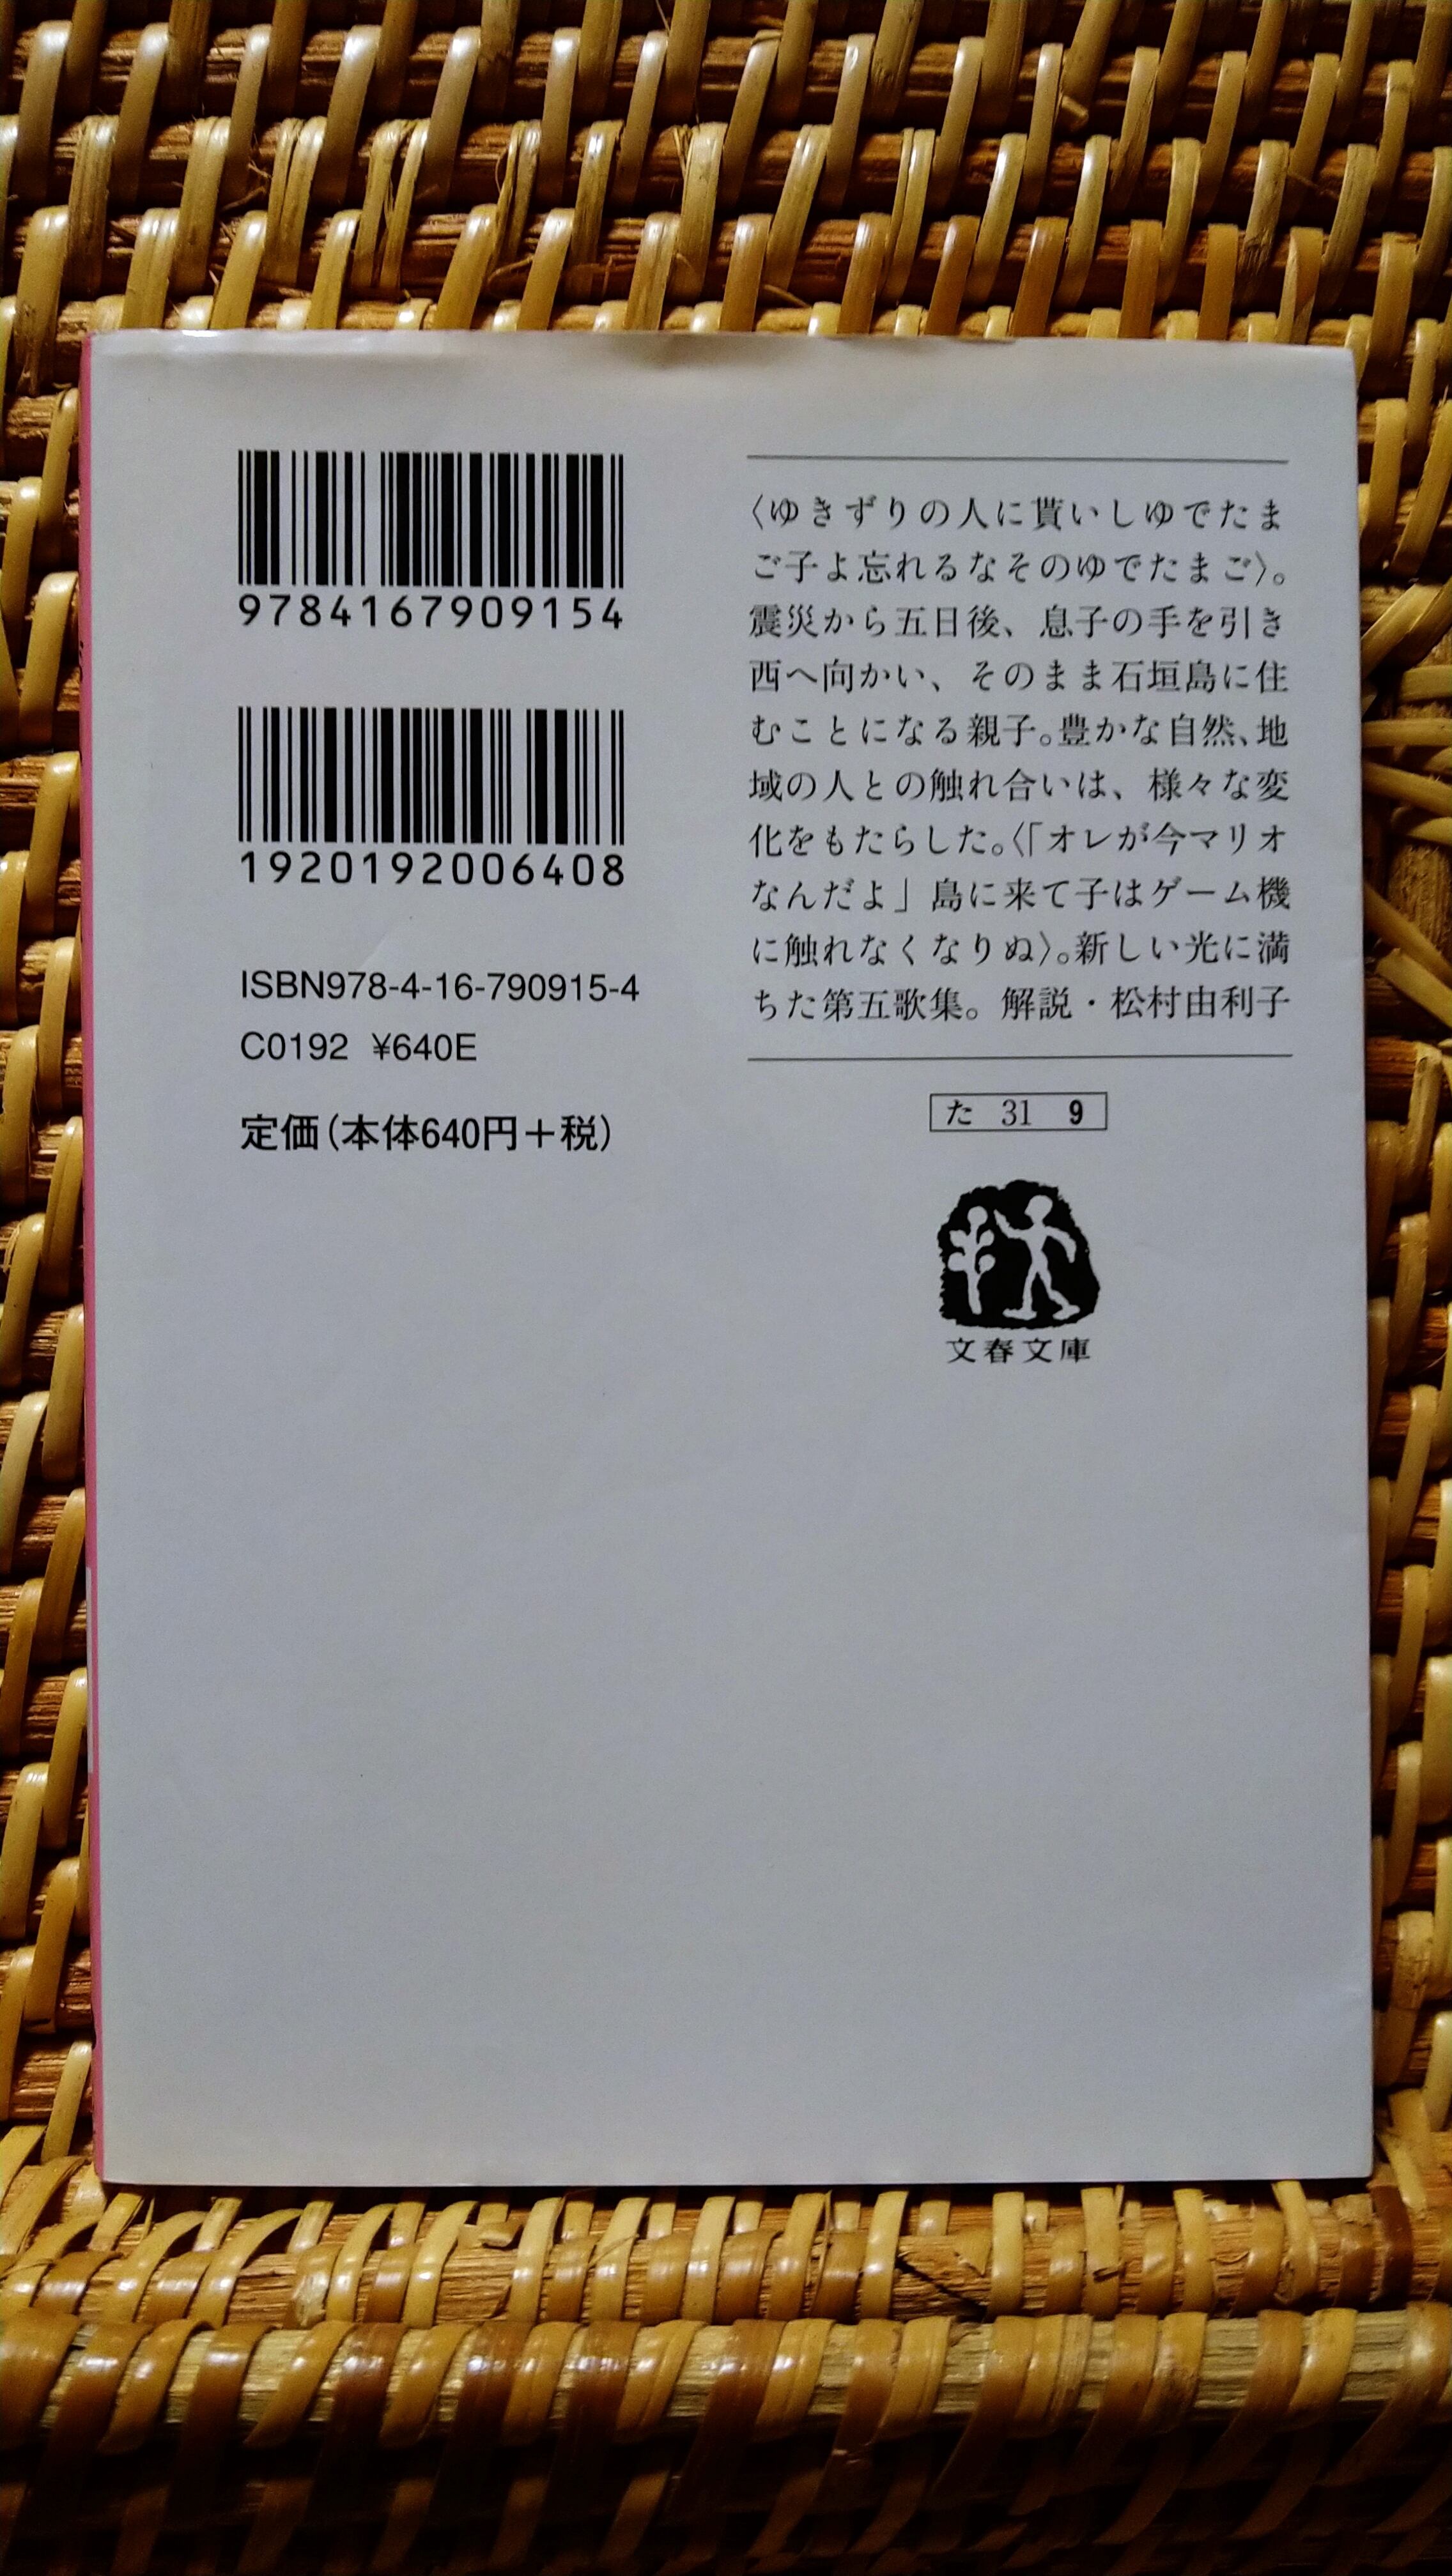 9784167909154
1920192006408
ISBN978-4-16-790915-4
C0192 ¥640E
定価(本体640円+税)
〈ゆきずりの人に貰いしゆでたま
ご子よ忘れるなそのゆでたまご〉。
震災から五日後、息子の手を引き
西へ向かい、そのまま石垣島に住
むことになる親子。豊かな自然、地
域の人との触れ合いは、様々な変
化をもたらした。〈「オレが今マリオ
なんだよ」島に来て子はゲーム機
に触れなくなりぬ〉。新しい光に満
ちた第五歌集。解説・松村由利子
た 31 9
文春文庫